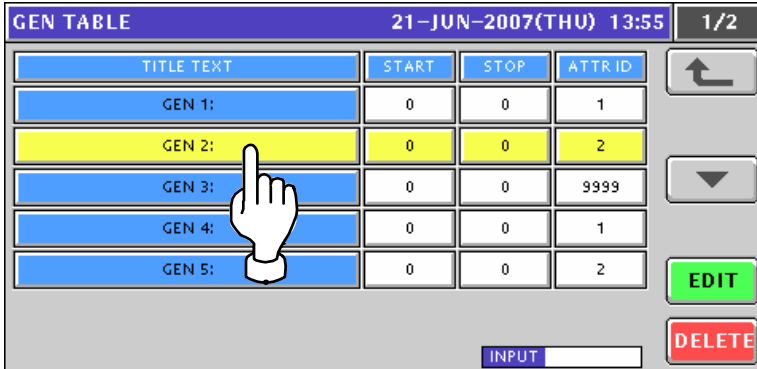 GEN TABLE 21-JUN-2007(THU) 13:55 1/2
TITLE TEXT START STOP ATTR ID
GEN 1: 0 0 1
GEN 2: 0 0 2
GEN 3: 0 0 9999
GEN 4: 0 0 1
GEN 5: 0 0 2
EDIT
DELETE
INPUT